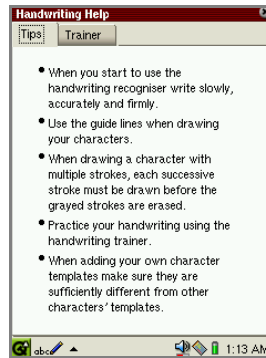 Handwriting Help
Tips Trainer
When you start to use the
handwriting recogniser write slowly,
accurately and firmly.
Use the guide lines when drawing
your characters.
When drawing a character with
multiple strokes, each successive
stroke must be drawn before the
grayed strokes are erased.
Practice your handwriting using the
handwriting trainer.
When adding your own character
templates make sure they are
sufficiently different from other
characters' templates.
abc 1:13 AM